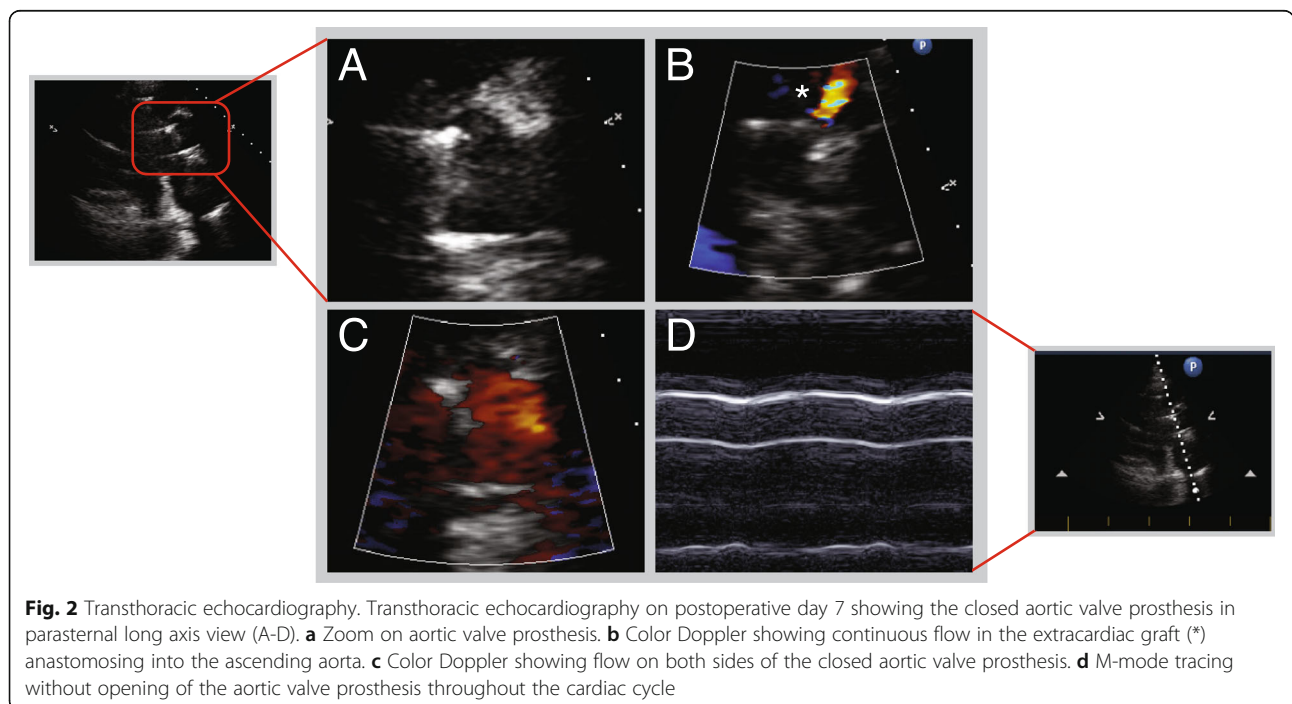 A
B
P
*
C
D
P
Fig. 2 Transthoracic echocardiography. Transthoracic echocardiography on postoperative day 7 showing the closed aortic valve prosthesis in
parasternal long axis view (A-D). a Zoom on aortic valve prosthesis. b Color Doppler showing continuous flow in the extracardiac graft (*)
anastomosing into the ascending aorta. c Color Doppler showing flow on both sides of the closed aortic valve prosthesis. d M-mode tracing
without opening of the aortic valve prosthesis throughout the cardiac cycle